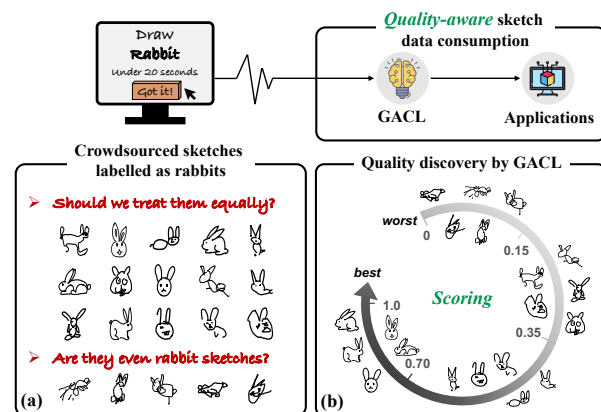 Draw
Rabbit
Under 20 seconds
Got it!
Quality-aware sketch
data consumption
GACL
Applications
Crowdsourced sketches
labelled as rabbits
Should we treat them equally?
Are they even rabbit sketches?
(a)
Quality discovery by GACL
worst
0
0.15
best
1.0
Scoring
0.35
0.70
(b)